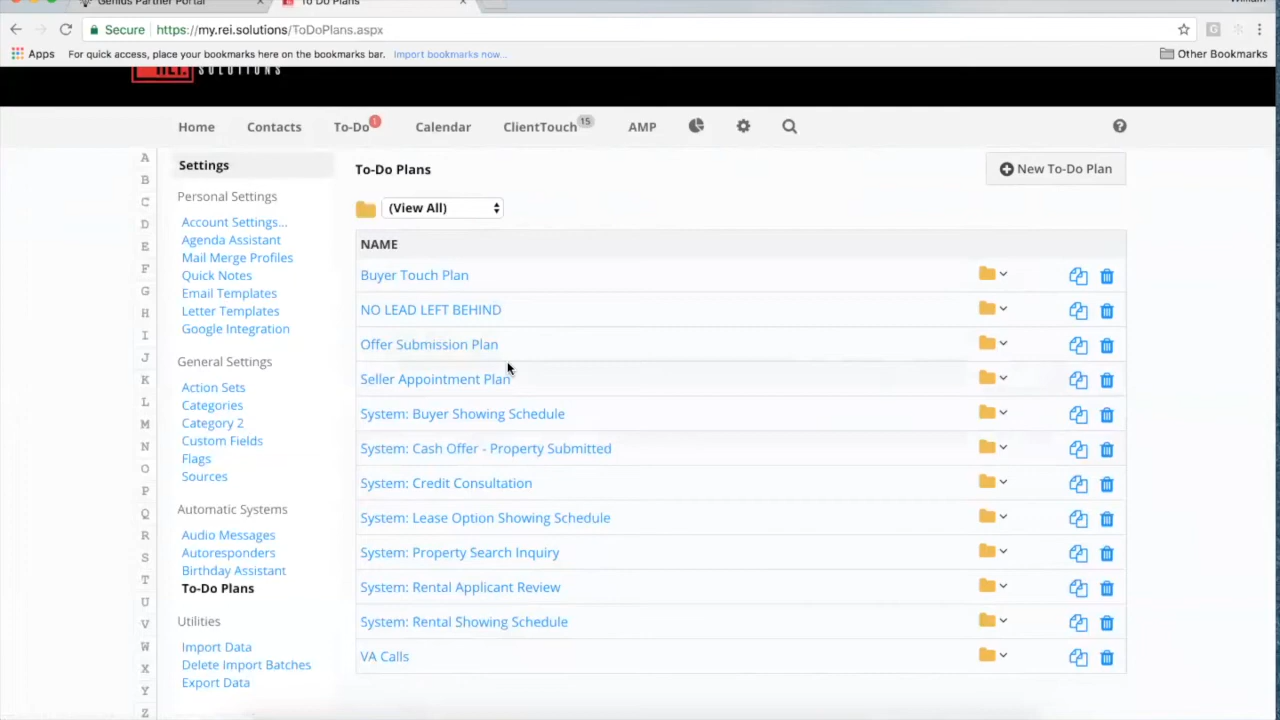 Genius Partner Portal
To Do Plans
William
Secure https://my.rei.solutions/ToDoPlans.aspx
Apps For quick access, place your bookmarks here on the bookmarks bar. Import bookmarks now... Other Bookmarks
REI. SOLUTIONS
Home Contacts To-Do 1 Calendar ClientTouch 15 AMP
A
B
C
D
E
F
G
H
I
J
K
L
M
N
O
P
Q
R
S
T
U
V
W
X
Y
Z
Settings
Personal Settings
Account Settings...
Agenda Assistant
Mail Merge Profiles
Quick Notes
Email Templates
Letter Templates
Google Integration
General Settings
Action Sets
Categories
Category 2
Custom Fields
Flags
Sources
Automatic Systems
Audio Messages
Autoresponders
Birthday Assistant
To-Do Plans
Utilities
Import Data
Delete Import Batches
Export Data
To-Do Plans
New To-Do Plan
(View All)
NAME
Buyer Touch Plan
NO LEAD LEFT BEHIND
Offer Submission Plan
Seller Appointment Plan
System: Buyer Showing Schedule
System: Cash Offer - Property Submitted
System: Credit Consultation
System: Lease Option Showing Schedule
System: Property Search Inquiry
System: Rental Applicant Review
System: Rental Showing Schedule
VA Calls